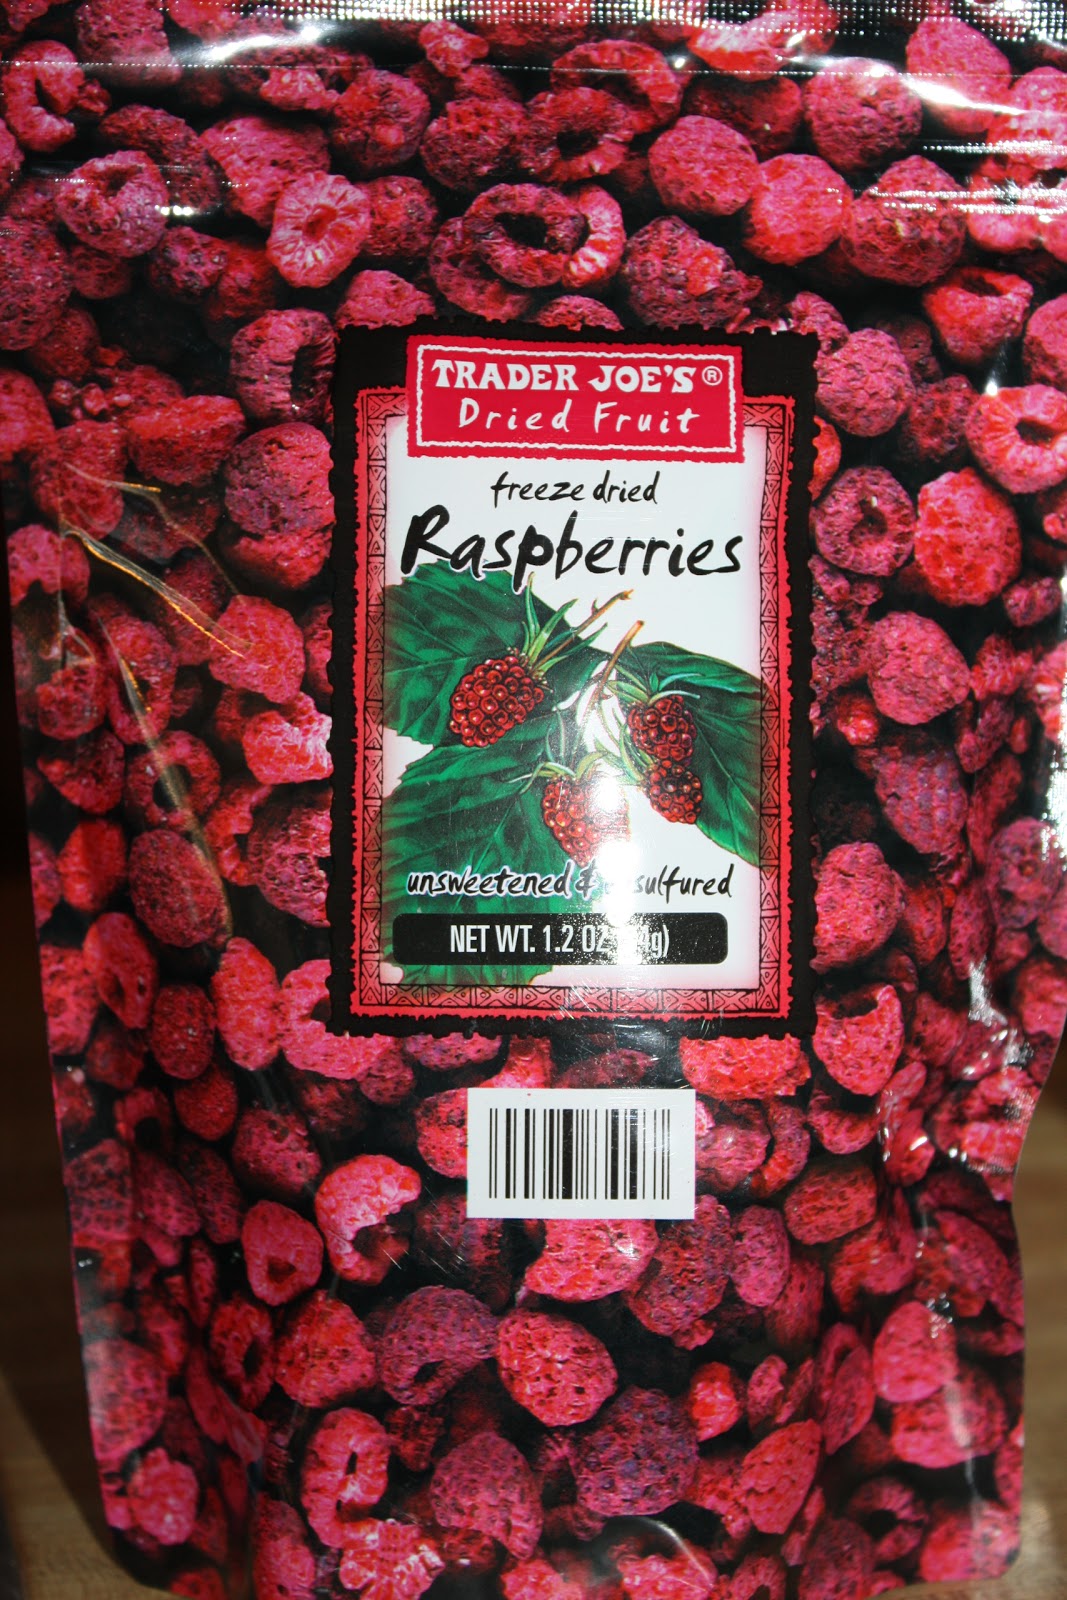 TRADER JOE'S®
Dried Fruit
freeze dried
Raspberries
unsweetened &
NET WT. 1.2 OZ